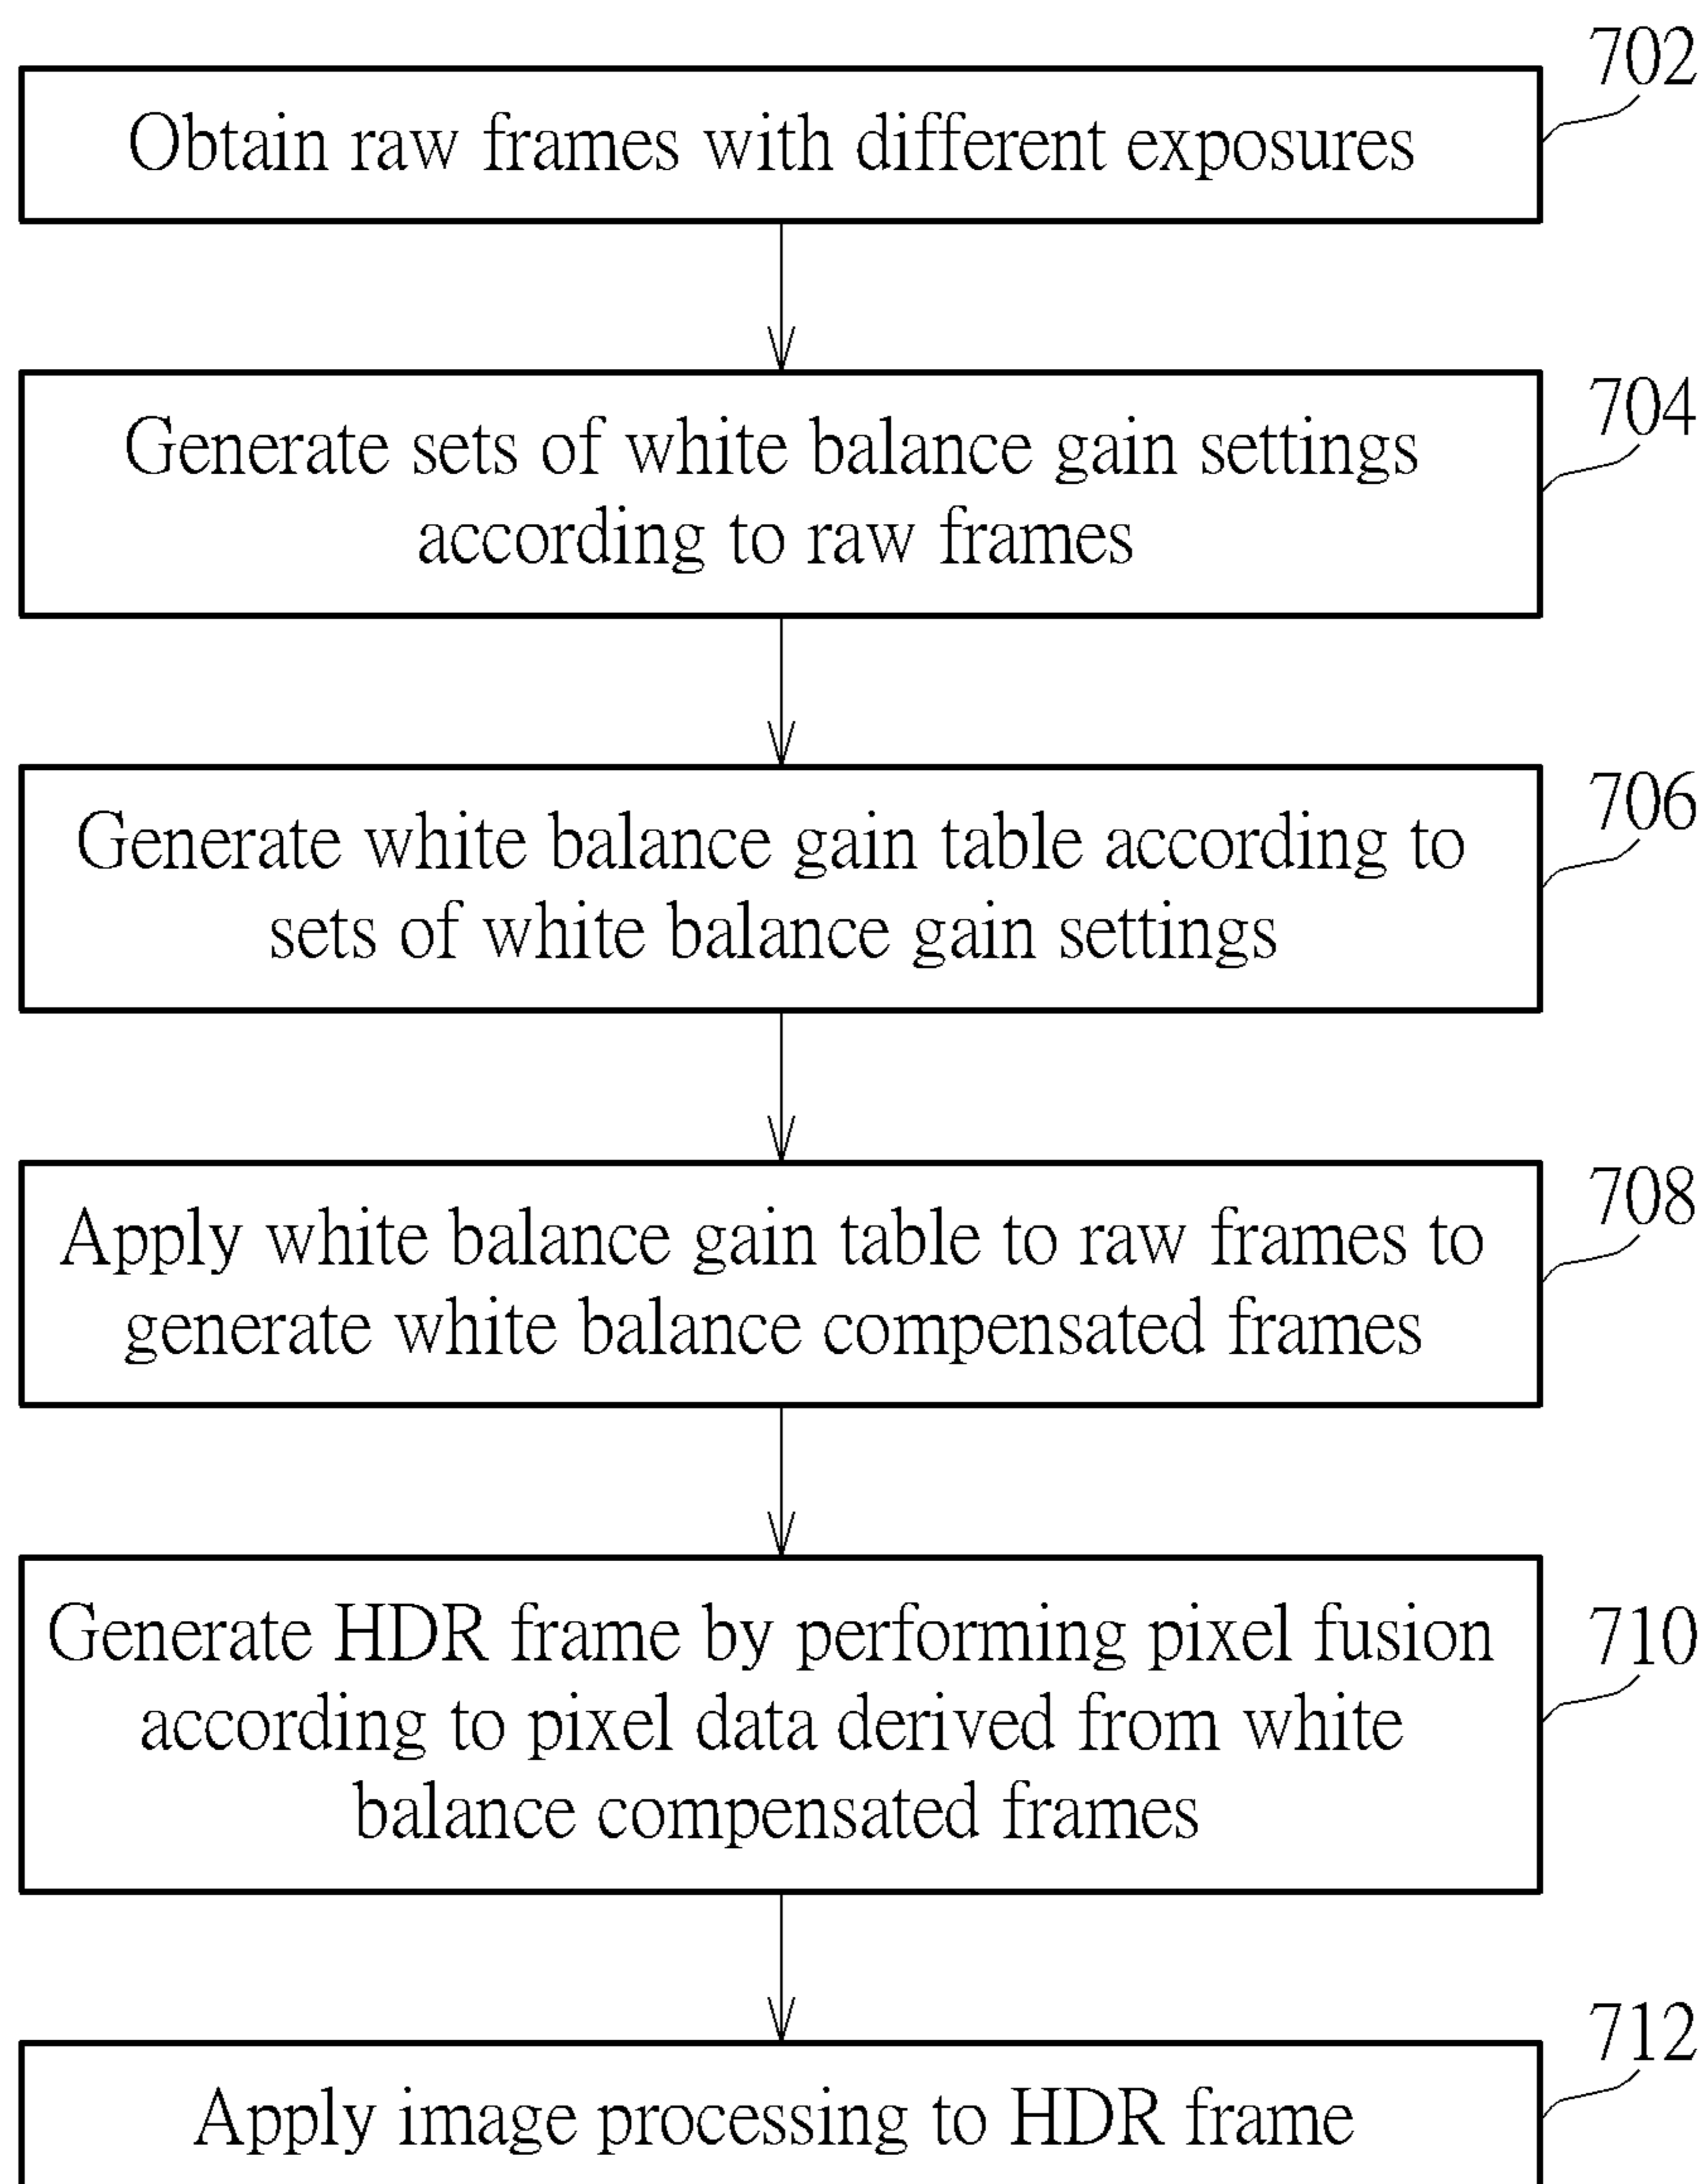 702
Obtain raw frames with different exposures
704
Generate sets of white balance gain settings
according to raw frames
706
Generate white balance gain table according to
sets of white balance gain settings
708
Apply white balance gain table to raw frames to
generate white balance compensated frames
710
Generate HDR frame by performing pixel fusion
according to pixel data derived from white
balance compensated frames
712
Apply image processing to HDR frame